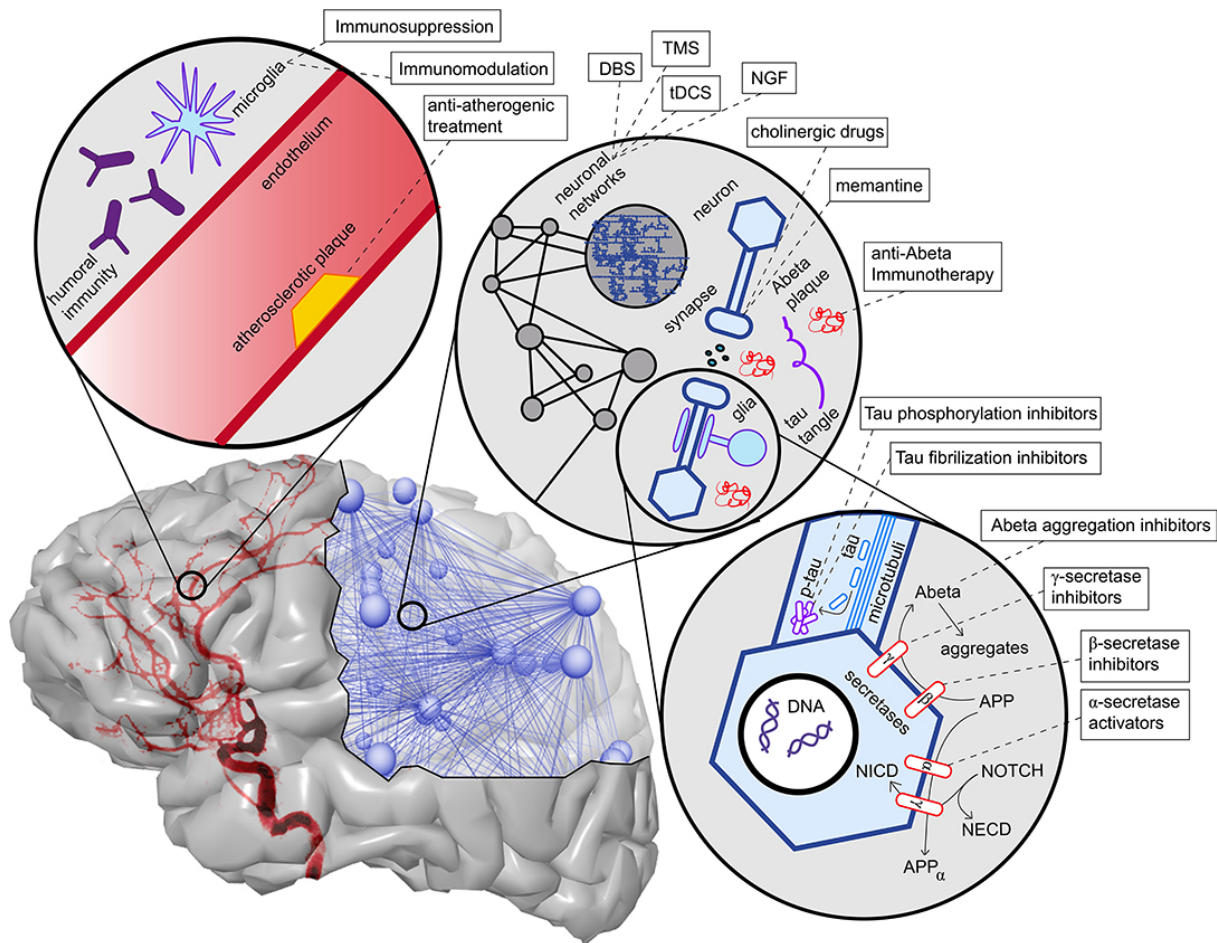 Immunosuppression
Immunomodulation
anti-atherogenic
treatment
microglia
endothelium
humoral
immunity
atherosclerotic plaque
DBS
TMS
tDCS
NGF
cholinergic drugs
memantine
anti-Abeta
Immunotherapy
neuronal
networks
neuron
synapse
Abeta
plaque
glia
tau
tangle
Tau phosphorylation inhibitors
Tau fibrilization inhibitors
Abeta aggregation inhibitors
γ-secretase
inhibitors
β-secretase
inhibitors
α-secretase
activators
p-tau
tau
microtubuli
Abeta
aggregates
γ
β
secretases
APP
DNA
α
NICD
NOTCH
γ
NECD
APPα